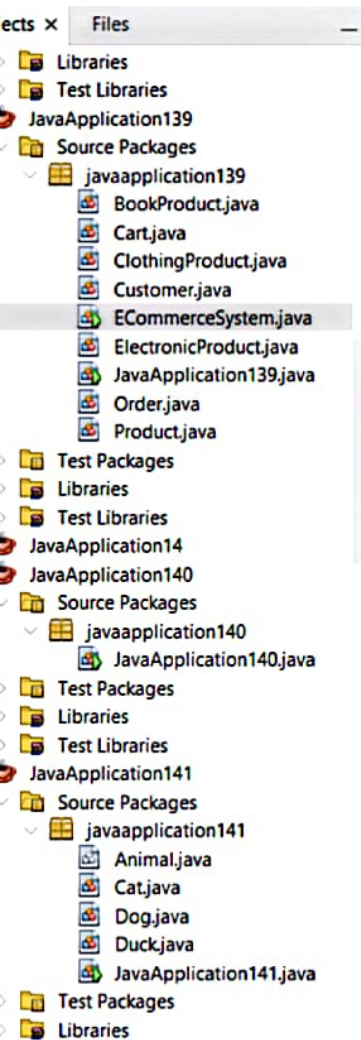 ects × Files
Libraries
Test Libraries
JavaApplication139
Source Packages
javaapplication139
BookProduct.java
Cart.java
ClothingProduct.java
Customer.java
ECommerceSystem.java
ElectronicProduct.java
JavaApplication139.java
Order.java
Product.java
Test Packages
Libraries
Test Libraries
JavaApplication14
JavaApplication140
Source Packages
javaapplication140
JavaApplication140.java
Test Packages
Libraries
Test Libraries
JavaApplication141
Source Packages
javaapplication141
Animal.java
Cat.java
Dog.java
Duck.java
JavaApplication141.java
Test Packages
Libraries